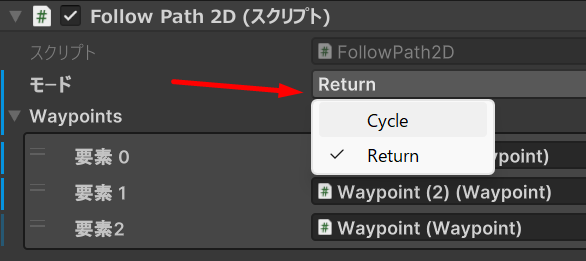 Follow Path 2D (スクリプト)
スクリプト
FollowPath2D
モード
Return
Waypoints
Cycle
Return
要素 0
ypoint)
要素 1
Waypoint (2) (Waypoint)
要素2
Waypoint (Waypoint)